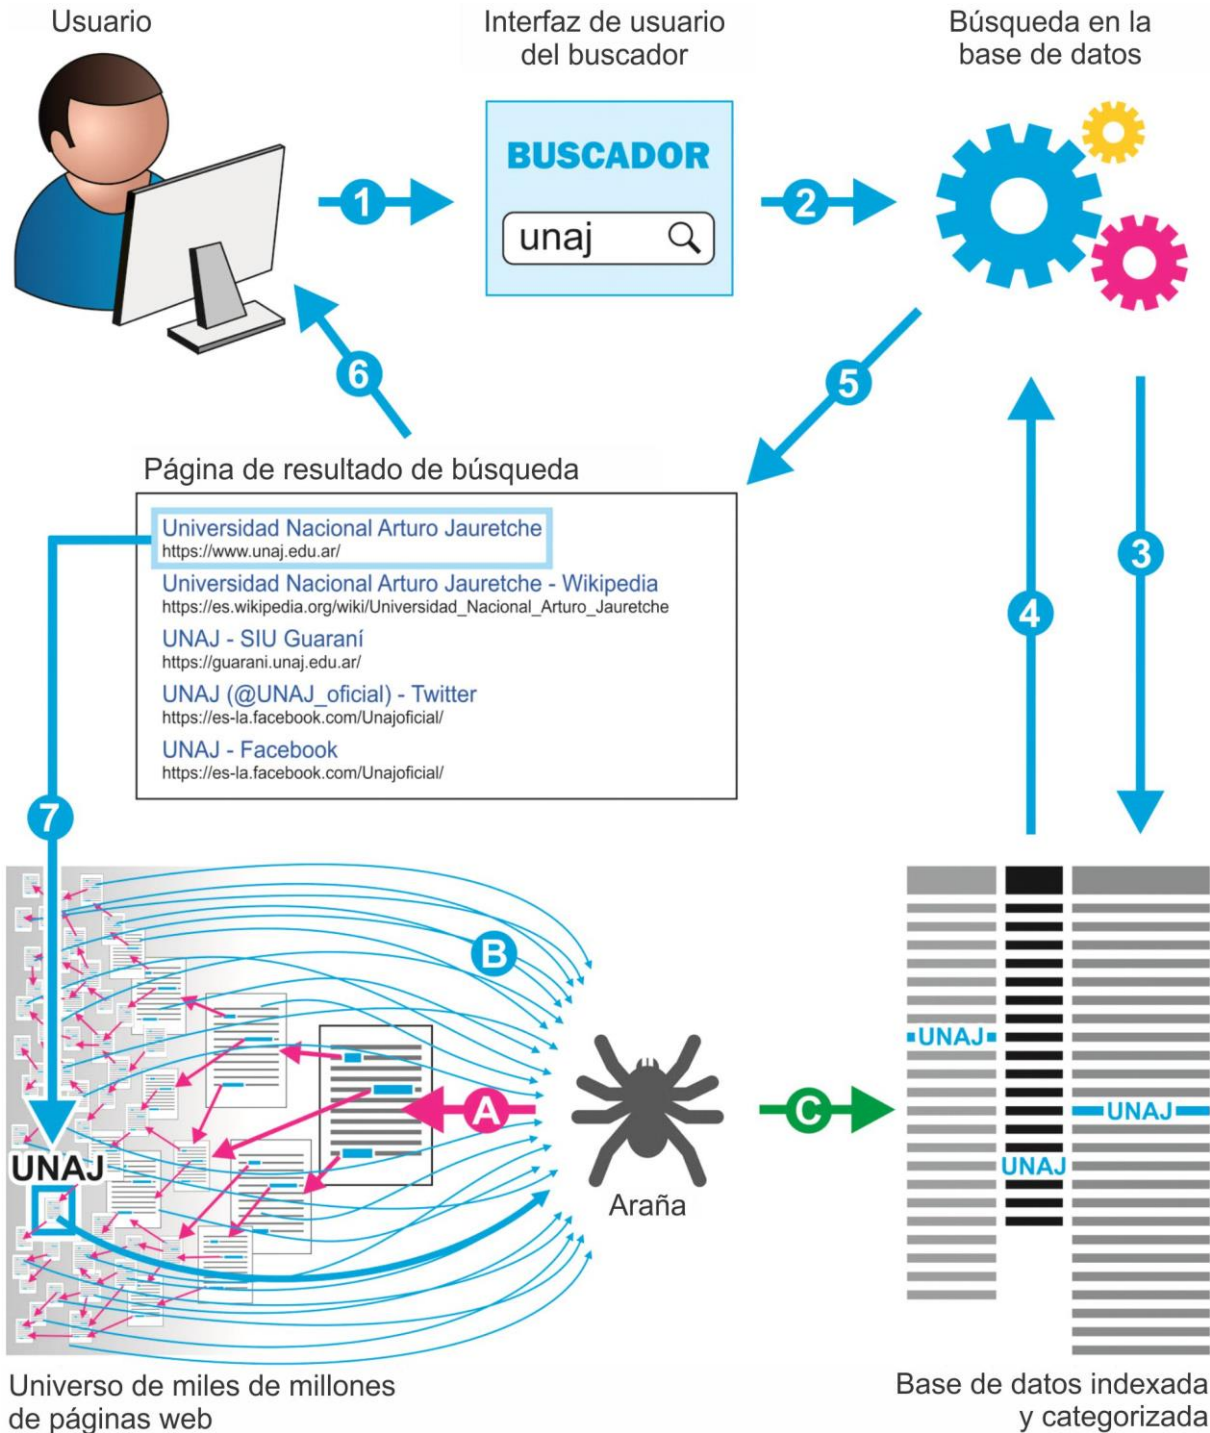 Usuario
Interfaz de usuario
del buscador
Búsqueda en la
base de datos
BUSCADOR
unaj
1
2
6
5
Página de resultado de búsqueda
Universidad Nacional Arturo Jauretche
https://www.unaj.edu.ar/
Universidad Nacional Arturo Jauretche - Wikipedia
https://es.wikipedia.org/wiki/Universidad_Nacional_Arturo_Jauretche
UNAJ - SIU Guaraní
https://guarani.unaj.edu.ar/
UNAJ (@UNAJ_oficial) - Twitter
https://es-la.facebook.com/Unajoficial/
UNAJ - Facebook
https://es-la.facebook.com/Unajoficial/
3
4
7
B
A
C
UNAJ
UNAJ
UNAJ
UNAJ
Araña
Universo de miles de millones
de páginas web
Base de datos indexada
y categorizada